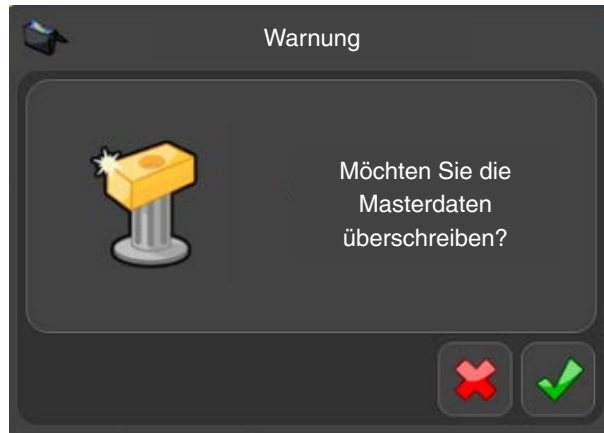 Warnung
Möchten Sie die
Masterdaten
überschreiben?